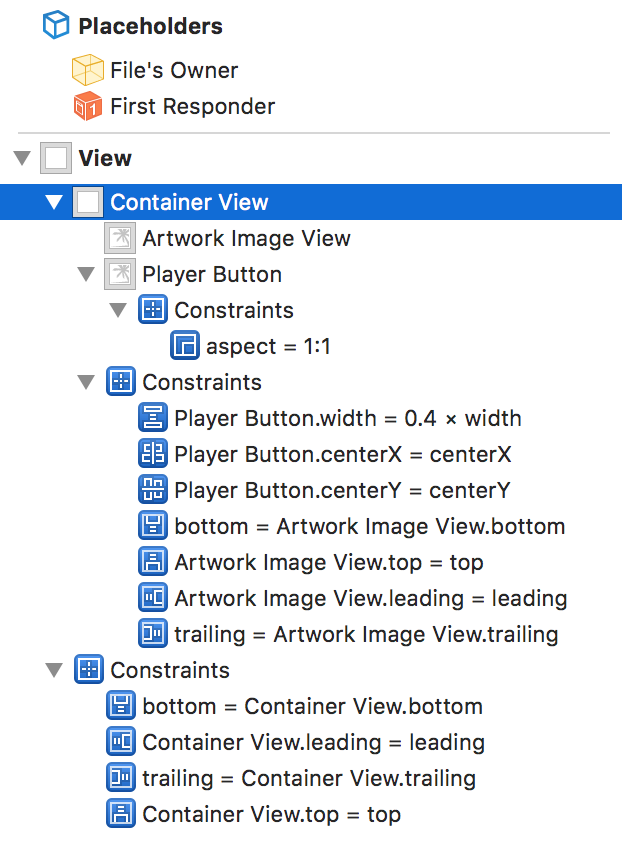 Placeholders
File's Owner
1 First Responder
View
Container View
Artwork Image View
Player Button
Constraints
aspect = 1:1
Constraints
Player Button.width = 0.4 × width
Player Button.centerX = centerX
Player Button.centerY = centerY
bottom = Artwork Image View.bottom
Artwork Image View.top = top
Artwork Image View.leading = leading
trailing = Artwork Image View.trailing
Constraints
bottom = Container View.bottom
Container View.leading = leading
trailing = Container View.trailing
Container View.top = top